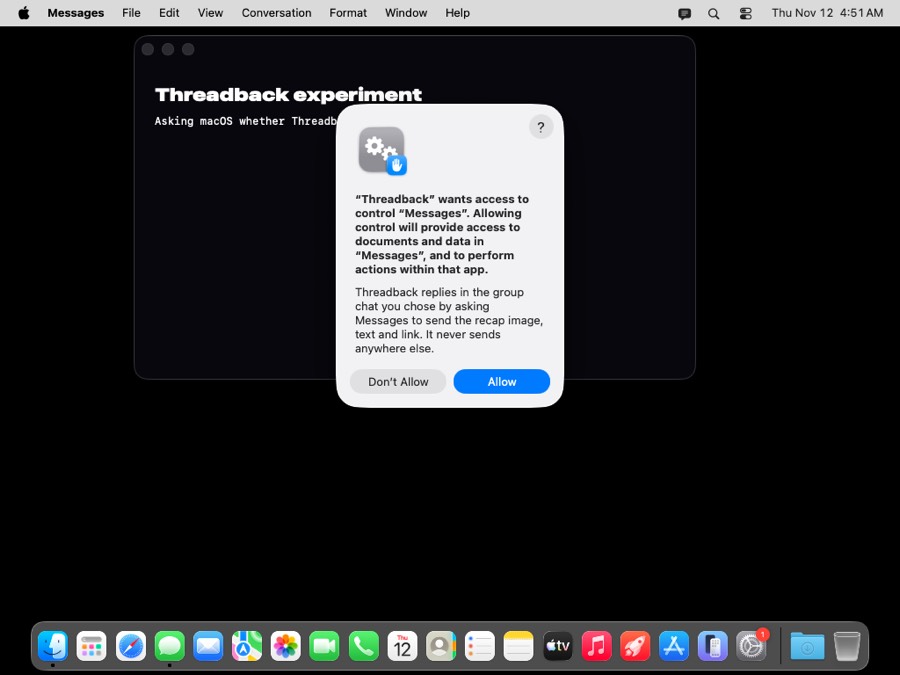 Messages File Edit View Conversation Format Window Help Thu Nov 12 4:51 AM
Threadback experiment
Asking macOS whether Threadb
?
“Threadback” wants access to
control “Messages”. Allowing
control will provide access to
documents and data in
“Messages”, and to perform
actions within that app.
Threadback replies in the group
chat you chose by asking
Messages to send the recap image,
text and link. It never sends
anywhere else.
Don’t Allow Allow
Thu
12
tv
1